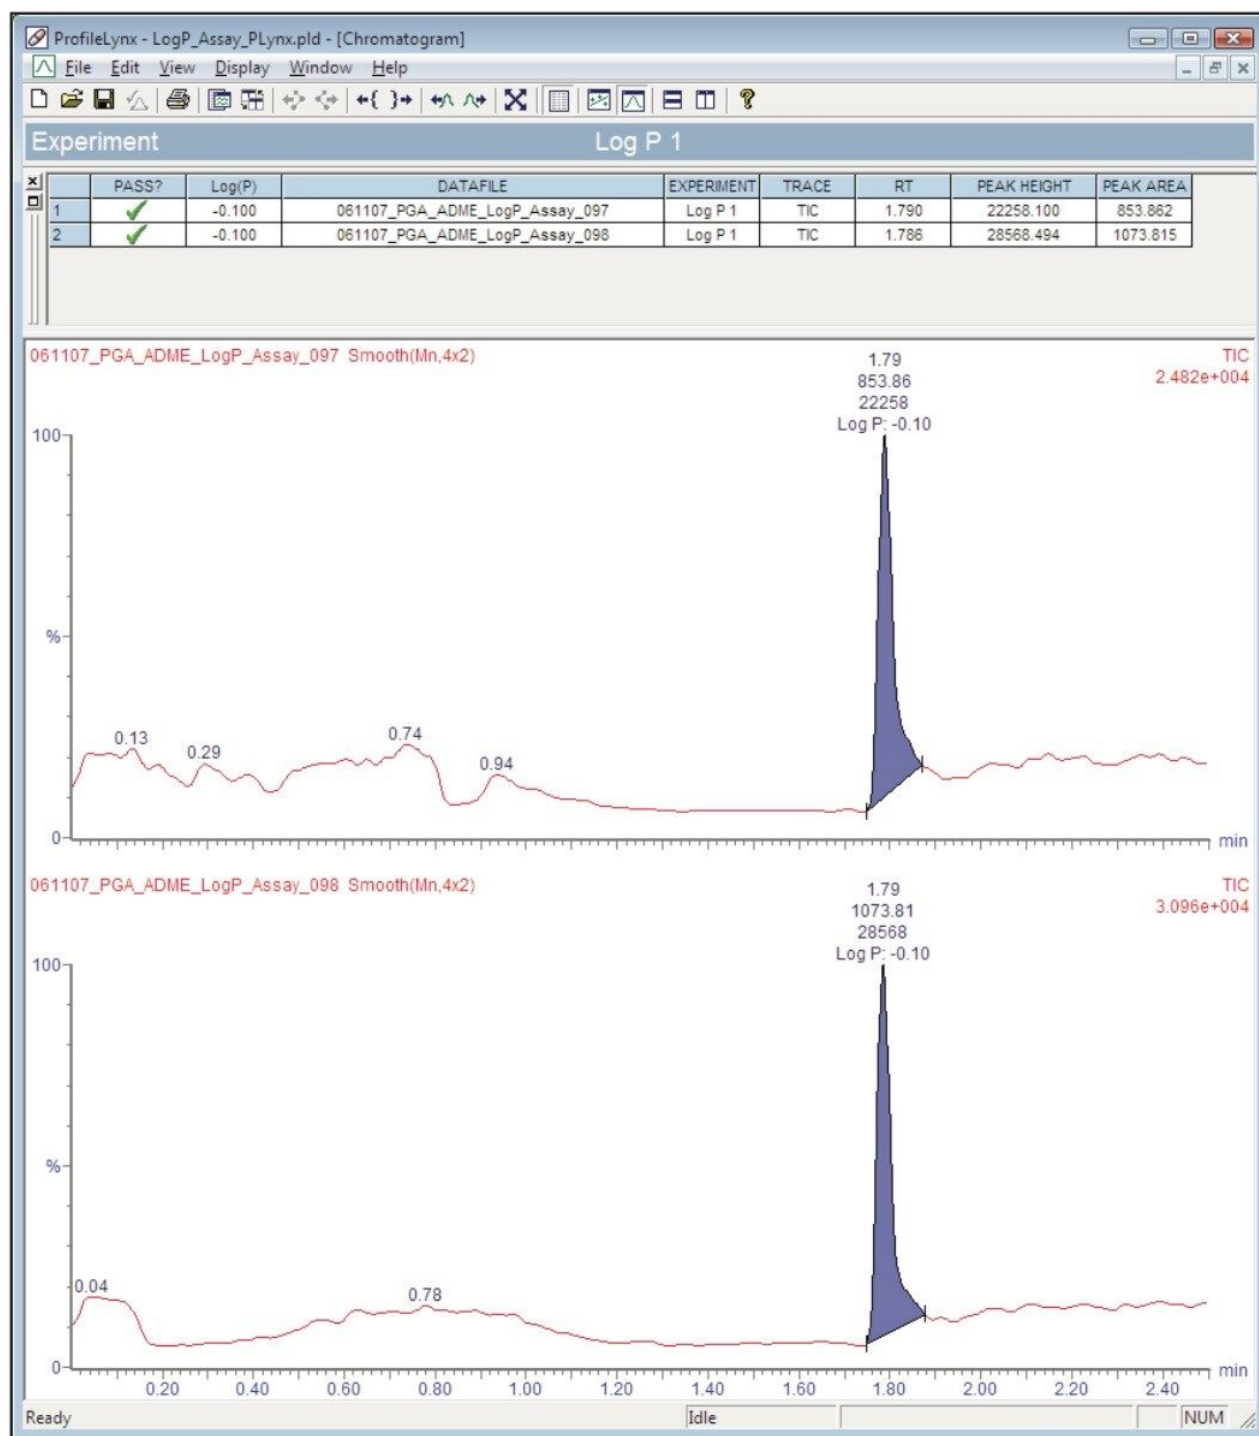 ProfileLynx - LogP_Assay_PLynx.pld - [Chromatogram]
File Edit View Display Window Help
Experiment Log P 1
PASS? Log(P) DATAFILE EXPERIMENT TRACE RT PEAK HEIGHT PEAK AREA
1 -0.100 061107_PGA_ADME_LogP_Assay_097 Log P 1 TIC 1.790 22258.100 853.862
2 -0.100 061107_PGA_ADME_LogP_Assay_098 Log P 1 TIC 1.786 28568.494 1073.815
061107_PGA_ADME_LogP_Assay_097 Smooth(Mn,4x2)
TIC
2.482e+004
1.79
853.86
22258
Log P: -0.10
100
%
0
0.13
0.29
0.74
0.94
min
061107_PGA_ADME_LogP_Assay_098 Smooth(Mn,4x2)
TIC
3.096e+004
1.79
1073.81
28568
Log P: -0.10
100
%
0
0.04
0.78
min
0.20 0.40 0.60 0.80 1.00 1.20 1.40 1.60 1.80 2.00 2.20 2.40
Ready Idle NUM